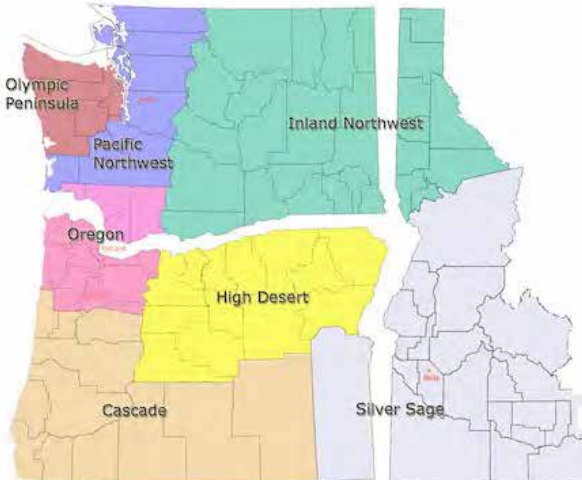 Olympic
Peninsula
Pacific
Northwest
Inland Northwest
Oregon
High Desert
Cascade
Silver Sage